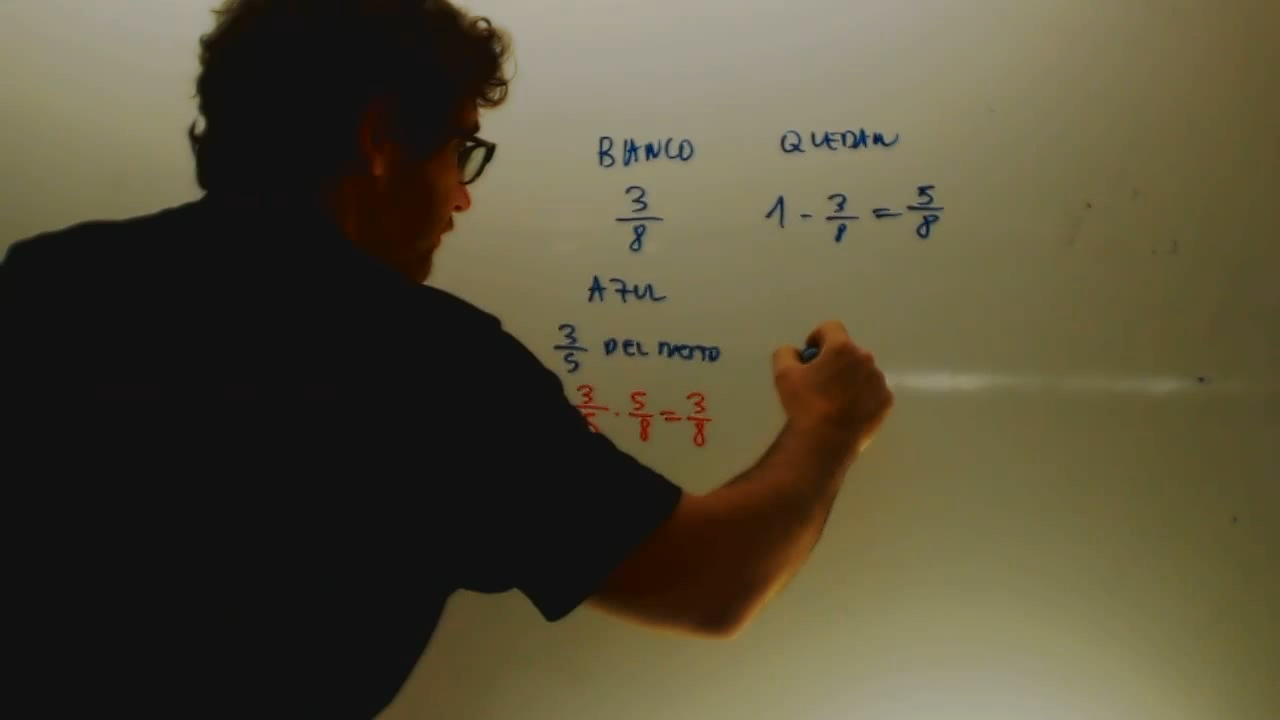 BLANCO QUEDAN
3/8 1 - 3/8 = 5/8
AZUL
3/5 DEL RESTO
3/5 · 5/8 = 3/8